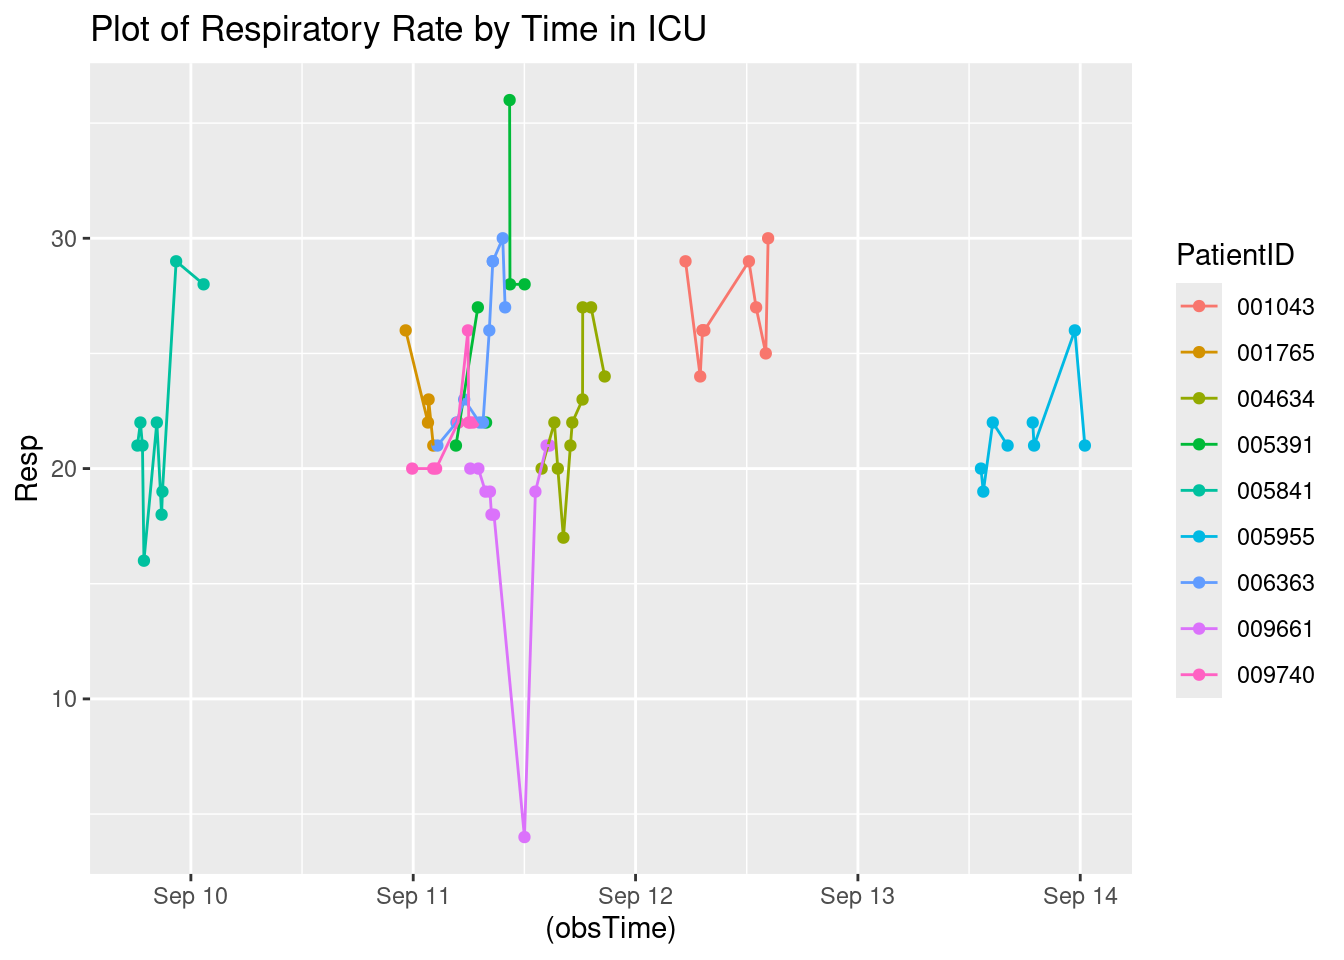 Plot of Respiratory Rate by Time in ICU
Resp
30
20
10
Sep 10
Sep 11
Sep 12
Sep 13
Sep 14
(obsTime)
PatientID
001043
001765
004634
005391
005841
005955
006363
009661
009740